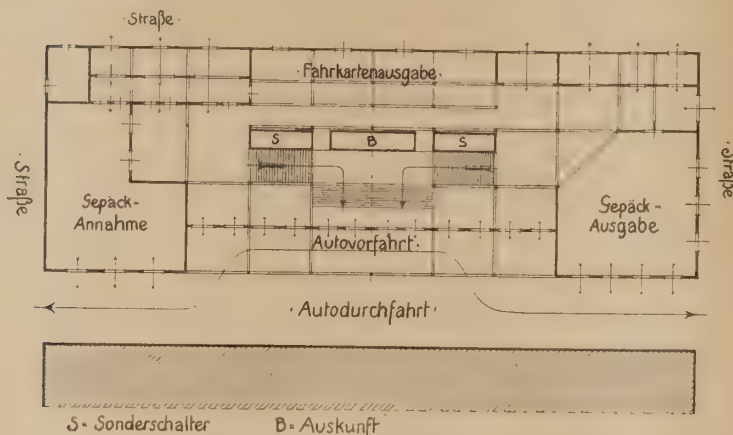 ·Straße·
·Fahrkartenausgabe·
S
B
S
·Straße·
·Straße·
Gepäck-
Annahme
Gepäck-
Ausgabe
·Autovorfahrt·
·Autodurchfahrt·
S= Sonderschalter
B= Auskunft